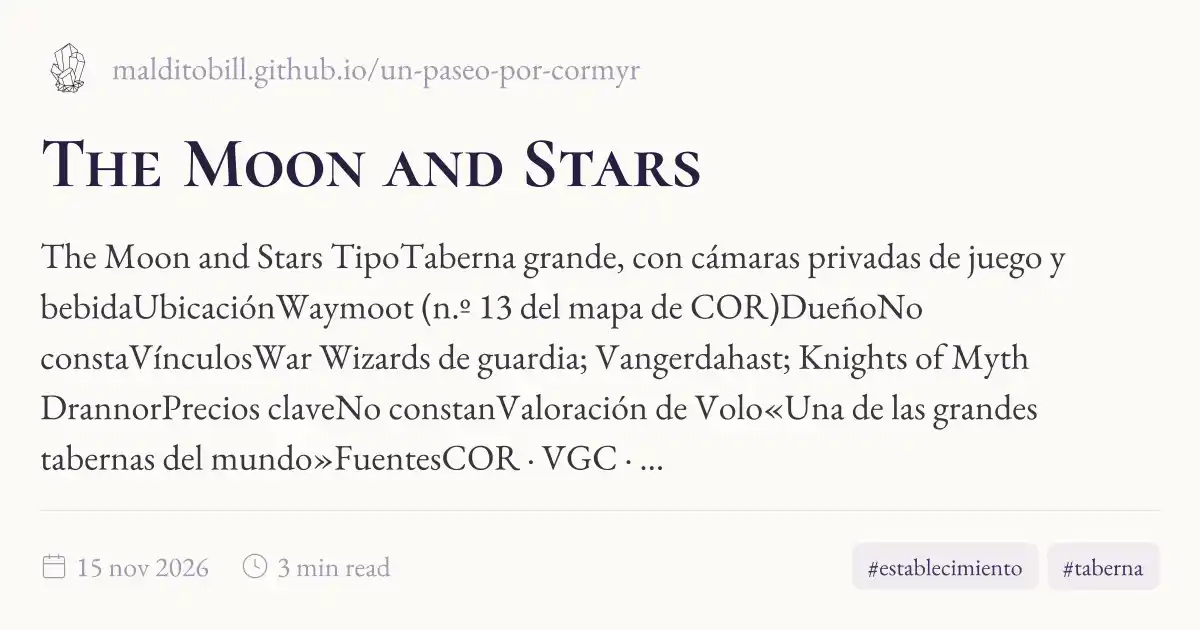 malditobill.github.io/un-paseo-por-cormyr
The Moon and Stars
The Moon and Stars TipoTaberna grande, con cámaras privadas de juego y
bebidaUbicaciónWaymoot (n.º 13 del mapa de COR)DueñoNo
constaVínculosWar Wizards de guardia; Vangerdahast; Knights of Myth
DrannorPrecios claveNo constanValoración de Volo«Una de las grandes
tabernas del mundo»FuentesCOR · VGC · ...
15 nov 2026
3 min read
#establecimiento
#taberna